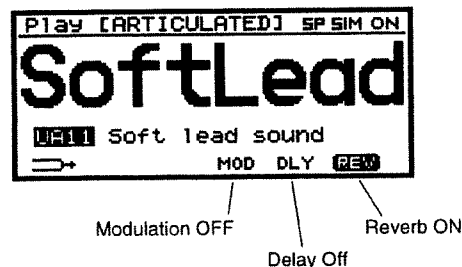 Play [ARTICULATED] SP SIM ON
SoftLead
UA11 Soft lead sound
MOD DLY REV
Modulation OFF
Reverb ON
Delay Off